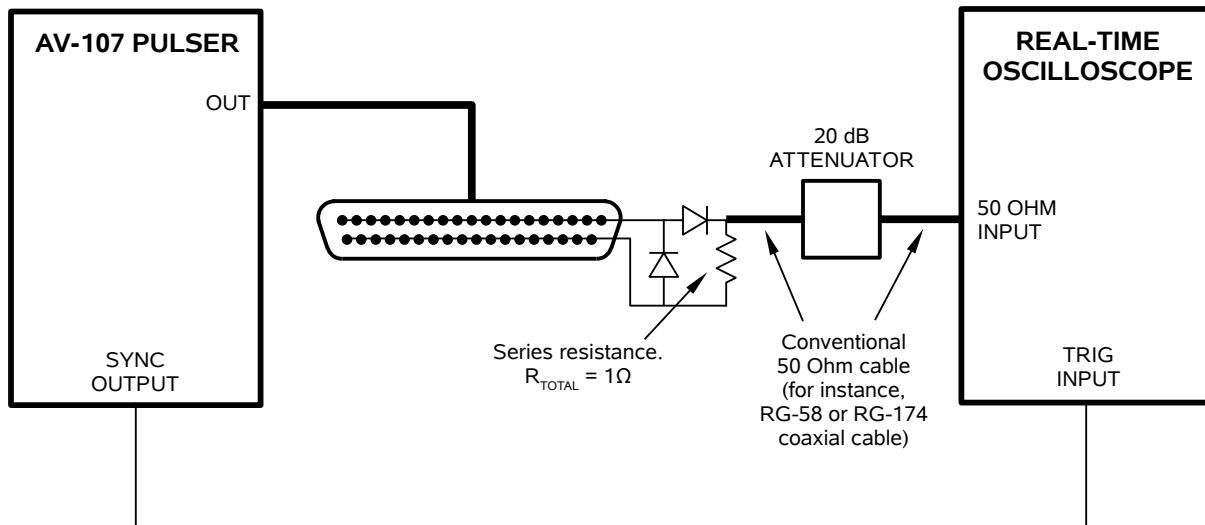 AV-107 PULSER
OUT
SYNC
OUTPUT
Series resistance.
R_TOTAL = 1Ω
20 dB
ATTENUATOR
Conventional
50 Ohm cable
(for instance,
RG-58 or RG-174
coaxial cable)
REAL-TIME
OSCILLOSCOPE
50 OHM
INPUT
TRIG
INPUT